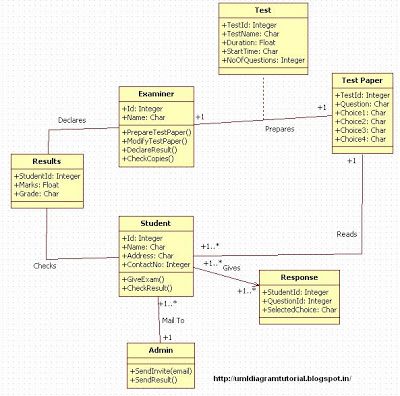 Test
+TestId: Integer
+TestName: Char
+Duration: Float
+StartTime: Char
+NoOfQuestions: Integer
Examiner
+Id: Integer
+Name: Char
+PrepareTestPaper()
+ModifyTestPaper()
+DeclareResult()
+CheckCopies()
Test Paper
+TestId: Integer
+Question: Char
+Choice1: Char
+Choice2: Char
+Choice3: Char
+Choice4: Char
Declares
+1
+1
Prepares
Results
+StudentId: Integer
+Marks: Float
+Grade: Char
+1
Student
+Id: Integer
+Name: Char
+Address: Char
+ContactNo: Integer
+GiveExam()
+CheckResult()
Reads
+1..*
+1..*
Gives
Checks
+1..*
Response
+StudentId: Integer
+QuestionId: Integer
+SelectedChoice: Char
+1..*
Mail To
+1
Admin
+SendInvite(email)
+SendResult()
http://umldiagramtutorial.blogspot.in/